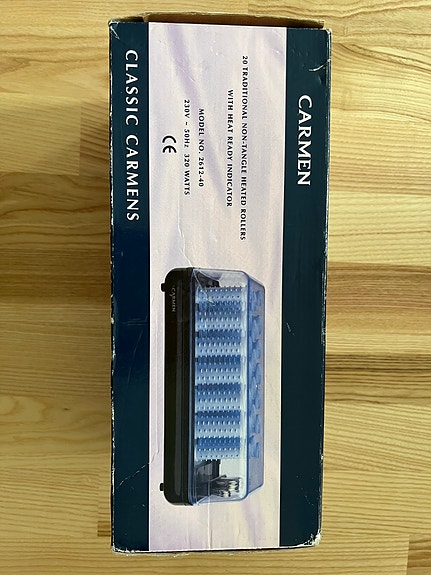 CARMEN
20 TRADITIONAL NON-TANGLE HEATED ROLLERS
WITH HEAT READY INDICATOR
MODEL NO. 2612-40
230V ~ 50Hz 320 WATTS
CE
CARMEN
CLASSIC CARMENS